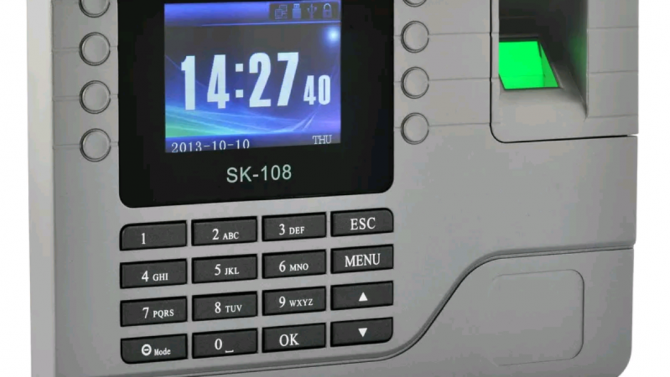 14:27 40
2013-10-10 THU
SK-108
1 2 ABC 3 DEF ESC
4 GHI 5 JKL 6 MNO MENU
7 PQRS 8 TUV 9 WXYZ ▲
Mode 0 _ OK ▼